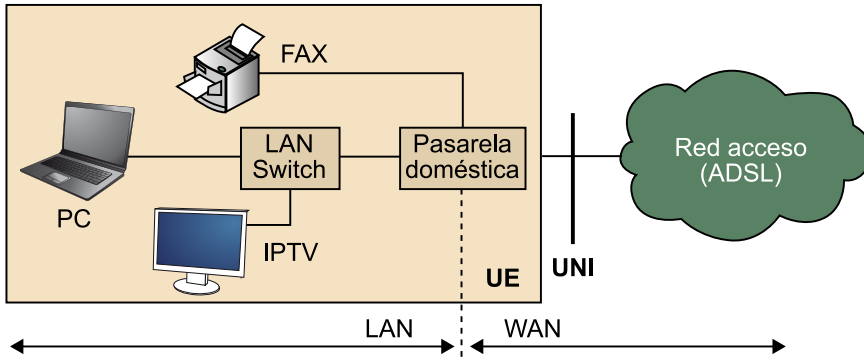 FAX
LAN
Switch
Pasarela
doméstica
Red acceso
(ADSL)
PC
IPTV
UE
UNI
LAN
WAN